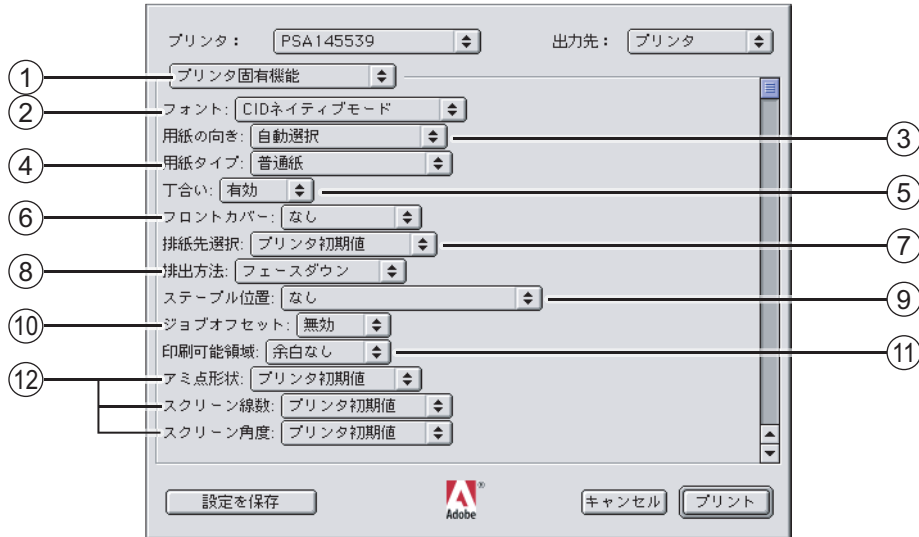 プリンタ： PSA145539 出力先： プリンタ
① プリンタ固有機能
② フォント: CIDネイティブモード
用紙の向き: 自動選択 ③
④ 用紙タイプ: 普通紙
丁合い: 有効 ⑤
⑥ フロントカバー: なし
排紙先選択: プリンタ初期値 ⑦
⑧ 排出方法: フェースダウン
ステープル位置: なし ⑨
⑩ ジョブオフセット: 無効
印刷可能領域: 余白なし ⑪
⑫ アミ点形状: プリンタ初期値
スクリーン線数: プリンタ初期値
スクリーン角度: プリンタ初期値
設定を保存 Adobe ® キャンセル プリント